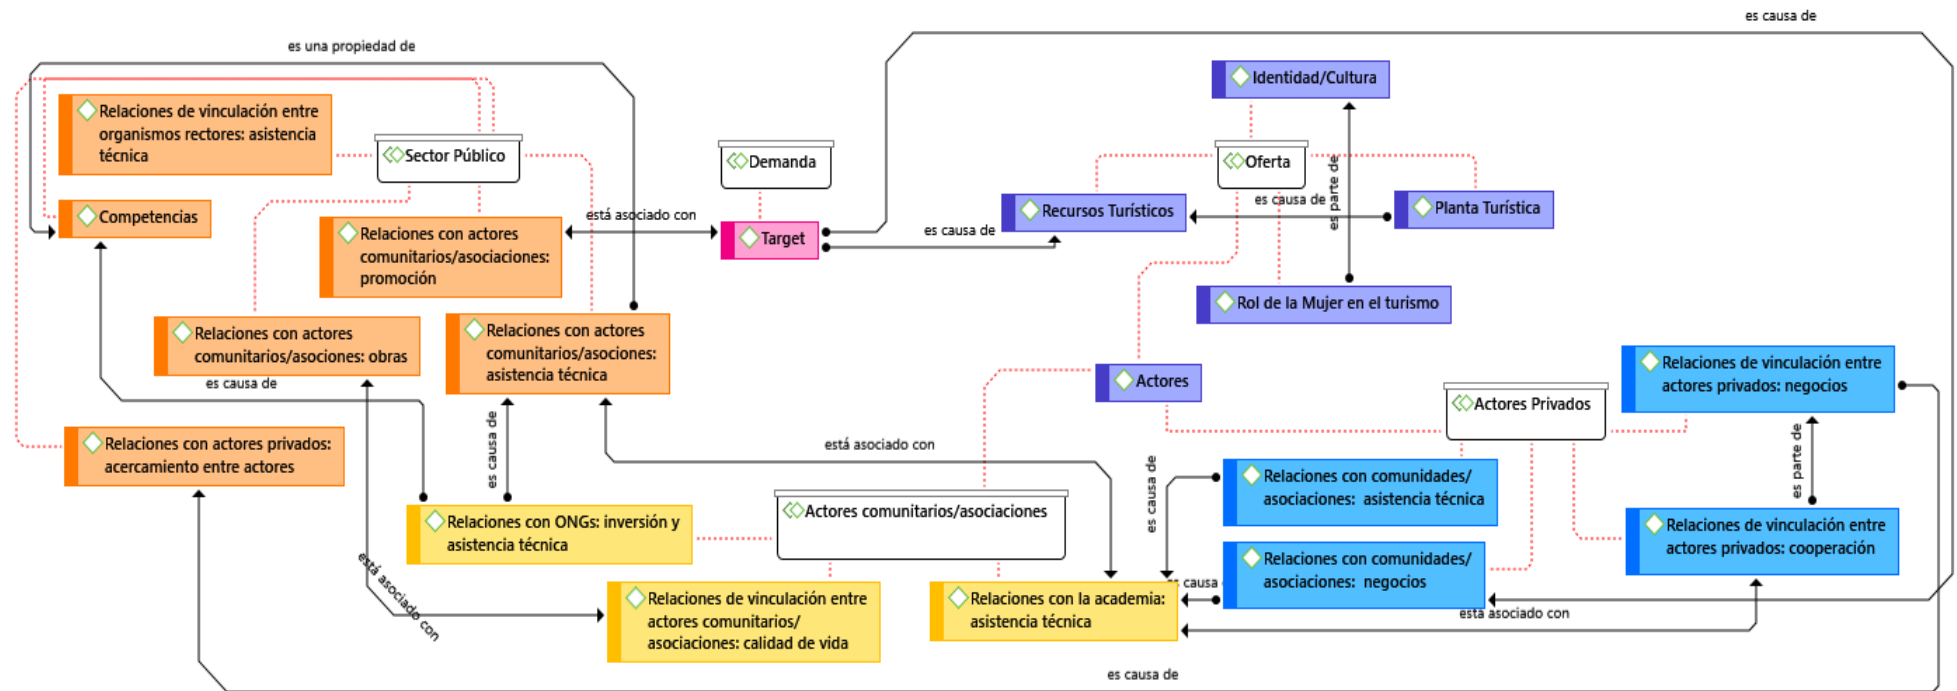 es causa de
es una propiedad de
Identidad/Cultura
Relaciones de vinculación entre
organismos rectores: asistencia
técnica
Sector Público
Demanda
Oferta
es parte de
es causa de
Competencias
está asociado con
Recursos Turísticos
Planta Turística
Relaciones con actores
comunitarios/asociaciones:
promoción
Target
es causa de
Rol de la Mujer en el turismo
Relaciones con actores
comunitarios/asociones: obras
Relaciones con actores
comunitarios/asociones:
asistencia técnica
es causa de
Actores
Relaciones de vinculación entre
actores privados: negocios
Actores Privados
Relaciones con actores privados:
acercamiento entre actores
es causa de
está asociado con
es causa de
es parte de
Relaciones con comunidades/
asociaciones: asistencia técnica
Relaciones con ONGs: inversión y
asistencia técnica
Actores comunitarios/asociaciones
Relaciones de vinculación entre
actores privados: cooperación
Relaciones con comunidades/
asociaciones: negocios
está asociado con
Relaciones de vinculación entre
actores comunitarios/
asociaciones: calidad de vida
Relaciones con la academia:
asistencia técnica
causa
está asociado con
es causa de